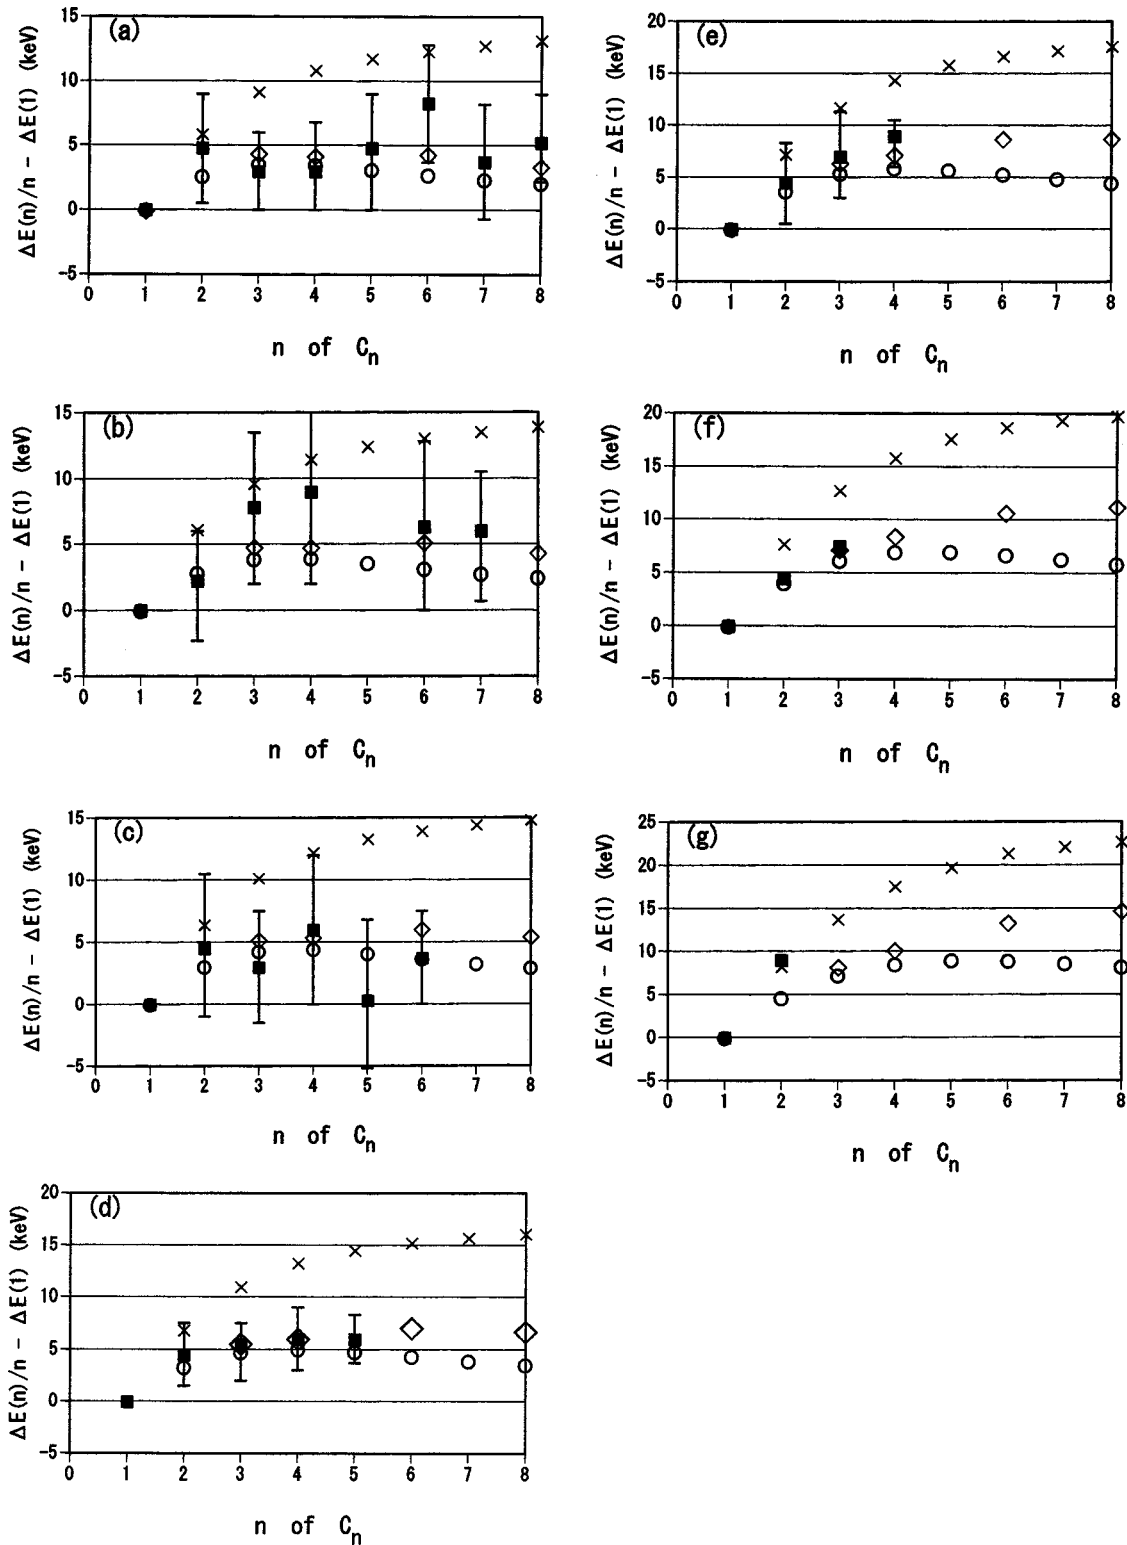 (a)
ΔE(n)/n - ΔE(1) (keV)
15
10
5
0
-5
0 1 2 3 4 5 6 7 8
n of Cn
(e)
ΔE(n)/n - ΔE(1) (keV)
20
15
10
5
0
-5
0 1 2 3 4 5 6 7 8
n of Cn
(b)
ΔE(n)/n - ΔE(1) (keV)
15
10
5
0
-5
0 1 2 3 4 5 6 7 8
n of Cn
(f)
ΔE(n)/n - ΔE(1) (keV)
20
15
10
5
0
-5
0 1 2 3 4 5 6 7 8
n of Cn
(c)
ΔE(n)/n - ΔE(1) (keV)
15
10
5
0
-5
0 1 2 3 4 5 6 7 8
n of Cn
(g)
ΔE(n)/n - ΔE(1) (keV)
25
20
15
10
5
0
-5
0 1 2 3 4 5 6 7 8
n of Cn
(d)
ΔE(n)/n - ΔE(1) (keV)
20
15
10
5
0
-5
0 1 2 3 4 5 6 7 8
n of Cn